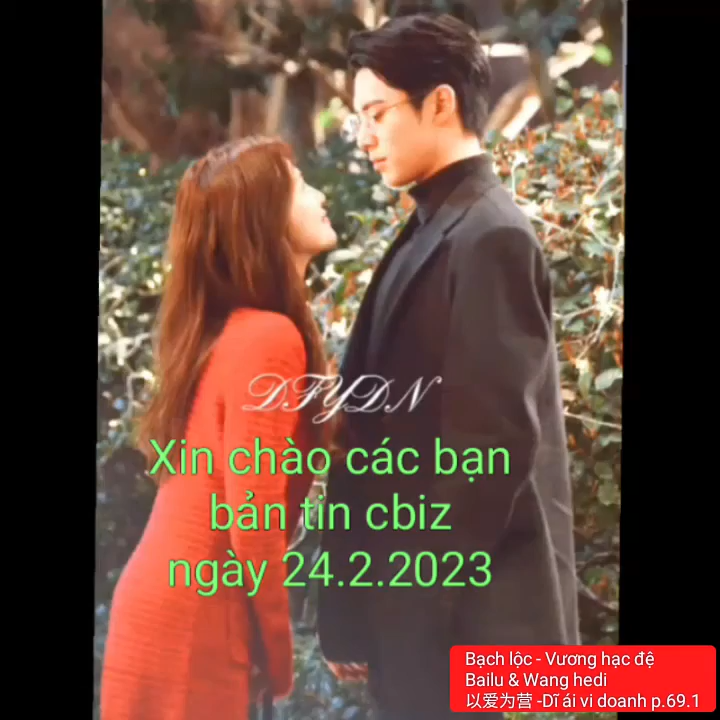 DFYDN
Xin chào các bạn
bản tin cbiz
ngày 24.2.2023
Bạch lộc - Vương hạc đệ
Bailu & Wang hedi
以爱为营 -Dĩ ái vi doanh p.69.1